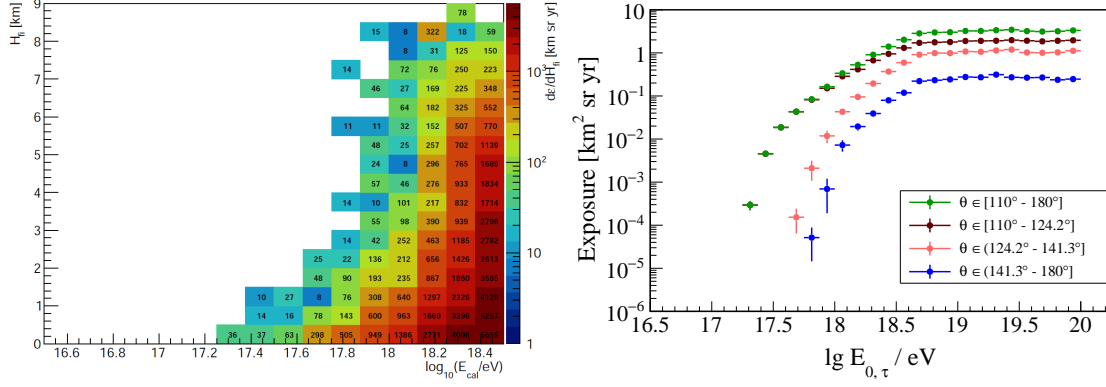 H_fi [km]
9
78
8
15 8 322 18 59
8 31 125 150
7
14 72 76 250 223
46 27 169 225 348
6
64 182 325 552
11 11 32 152 507 770
5
48 25 257 702 1139
24 8 296 765 1689
4
57 46 276 933 1834
14 10 101 217 832 1714
3
55 98 390 939
14 42 252 463 1185 2782
2
25 22 136 212 656 1426 2613
48 90 193 235 867 1860
1
10 27 8 76 308 640 1297 2326
14 16 78 143 600 963 1669 3296
0
36 37 63 298 505 949 1386
16.6 16.8 17 17.2 17.4 17.6 17.8 18 18.2 18.4
log₁₀(E_cal/eV)
dε/dH_fi [km sr yr]
10³
10²
10
1
Exposure [km² sr yr]
10
1
10⁻¹
10⁻²
10⁻³
10⁻⁴
10⁻⁵
10⁻⁶
θ ∈ [110° - 180°]
θ ∈ [110° - 124.2°]
θ ∈ (124.2° - 141.3°]
θ ∈ (141.3° - 180°]
16.5 17 17.5 18 18.5 19 19.5 20
lg E₀,τ / eV